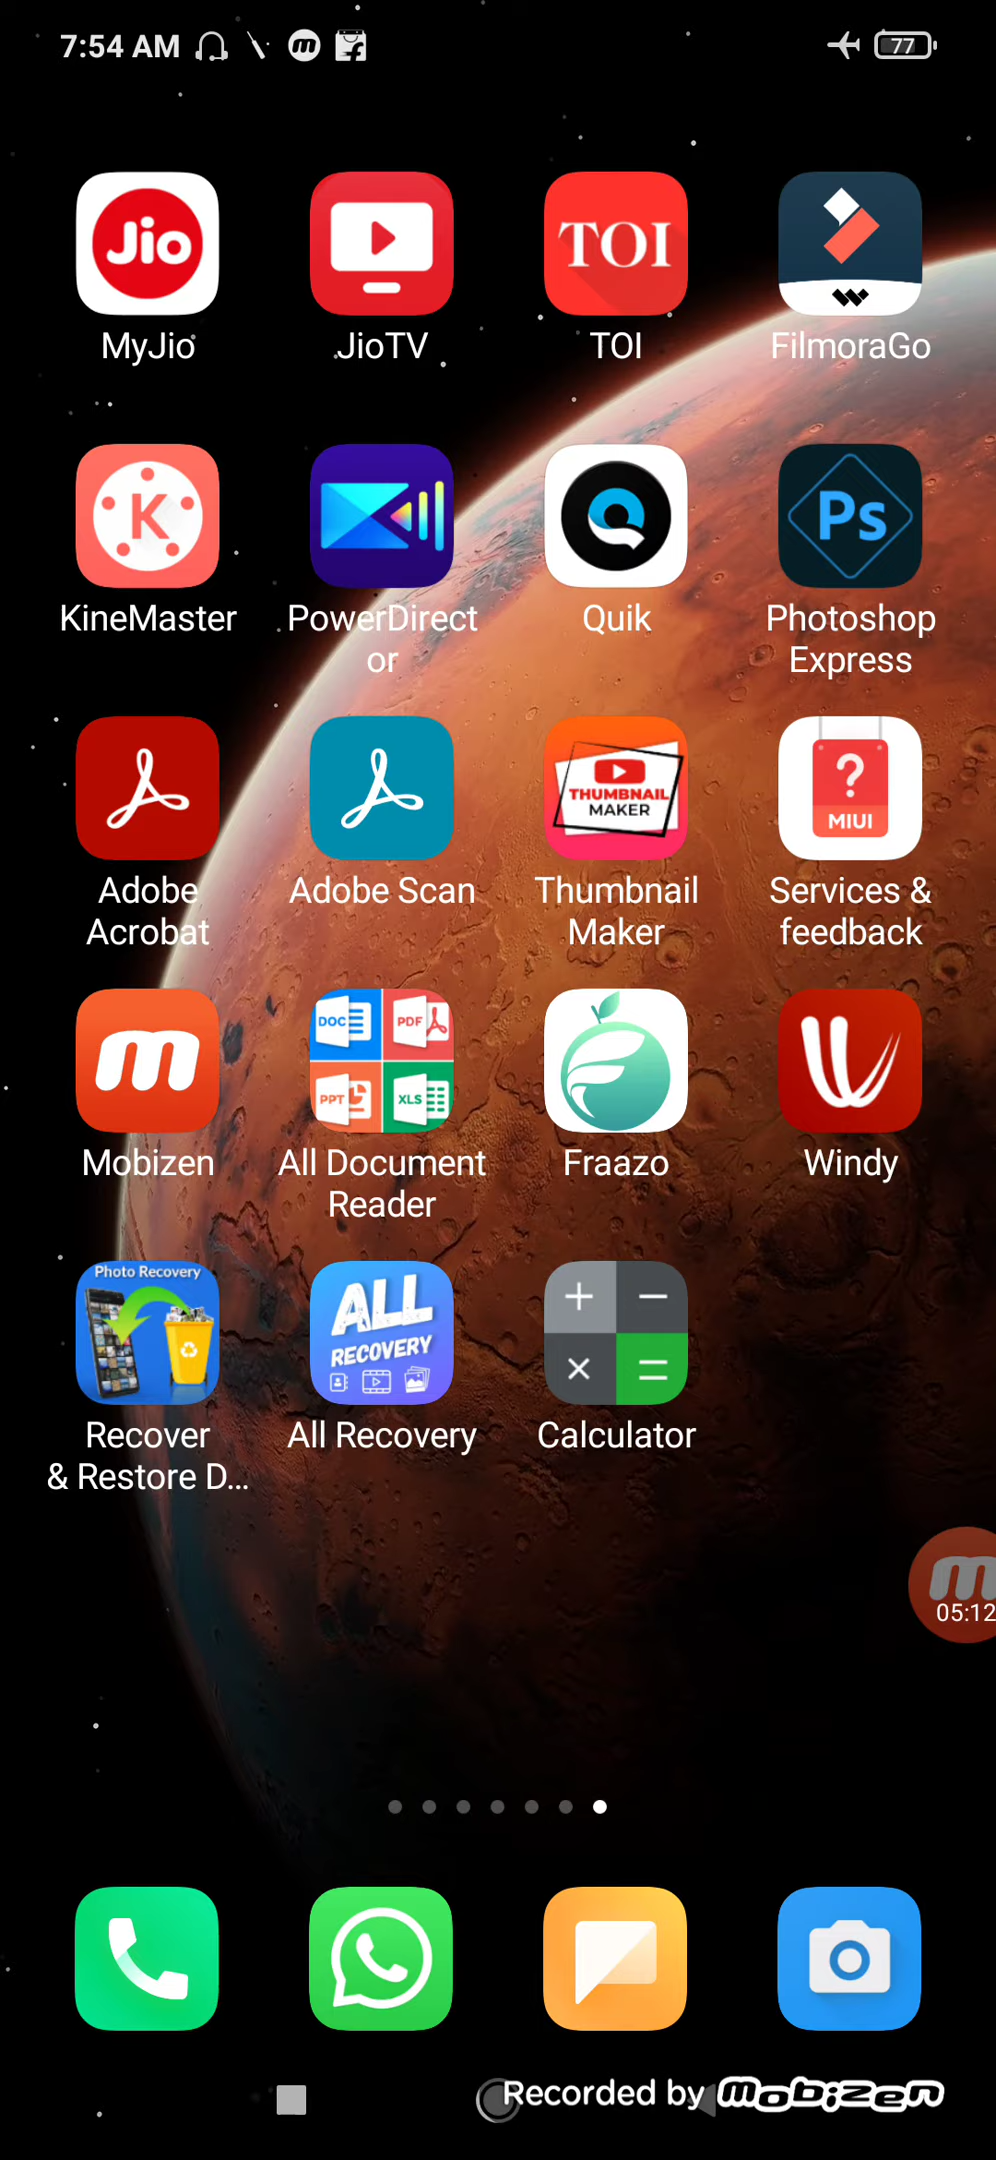 7:54 AM
77
Jio
TOI
MyJio
JioTV
TOI
FilmoraGo
K
Ps
KineMaster
PowerDirect
or
Quik
Photoshop
Express
THUMBNAIL
MAKER
?
MIUI
Adobe
Acrobat
Adobe Scan
Thumbnail
Maker
Services &
feedback
m
DOC
PDF
PPT
XLS
Mobizen
All Document
Reader
Fraazo
Windy
Photo Recovery
ALL
RECOVERY
+ −
× =
Recover
& Restore D...
All Recovery
Calculator
m
05:12
Recorded by mobizen